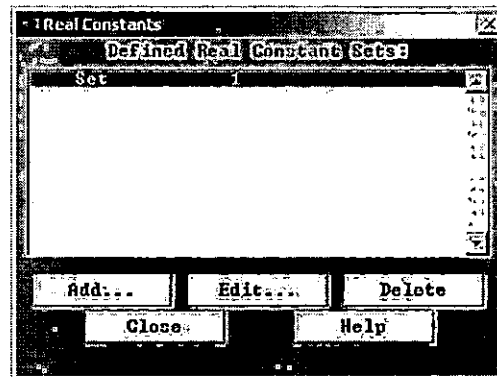 Real Constants
Defined Real Constant Sets:
Set 1
Add... Edit... Delete
Close Help